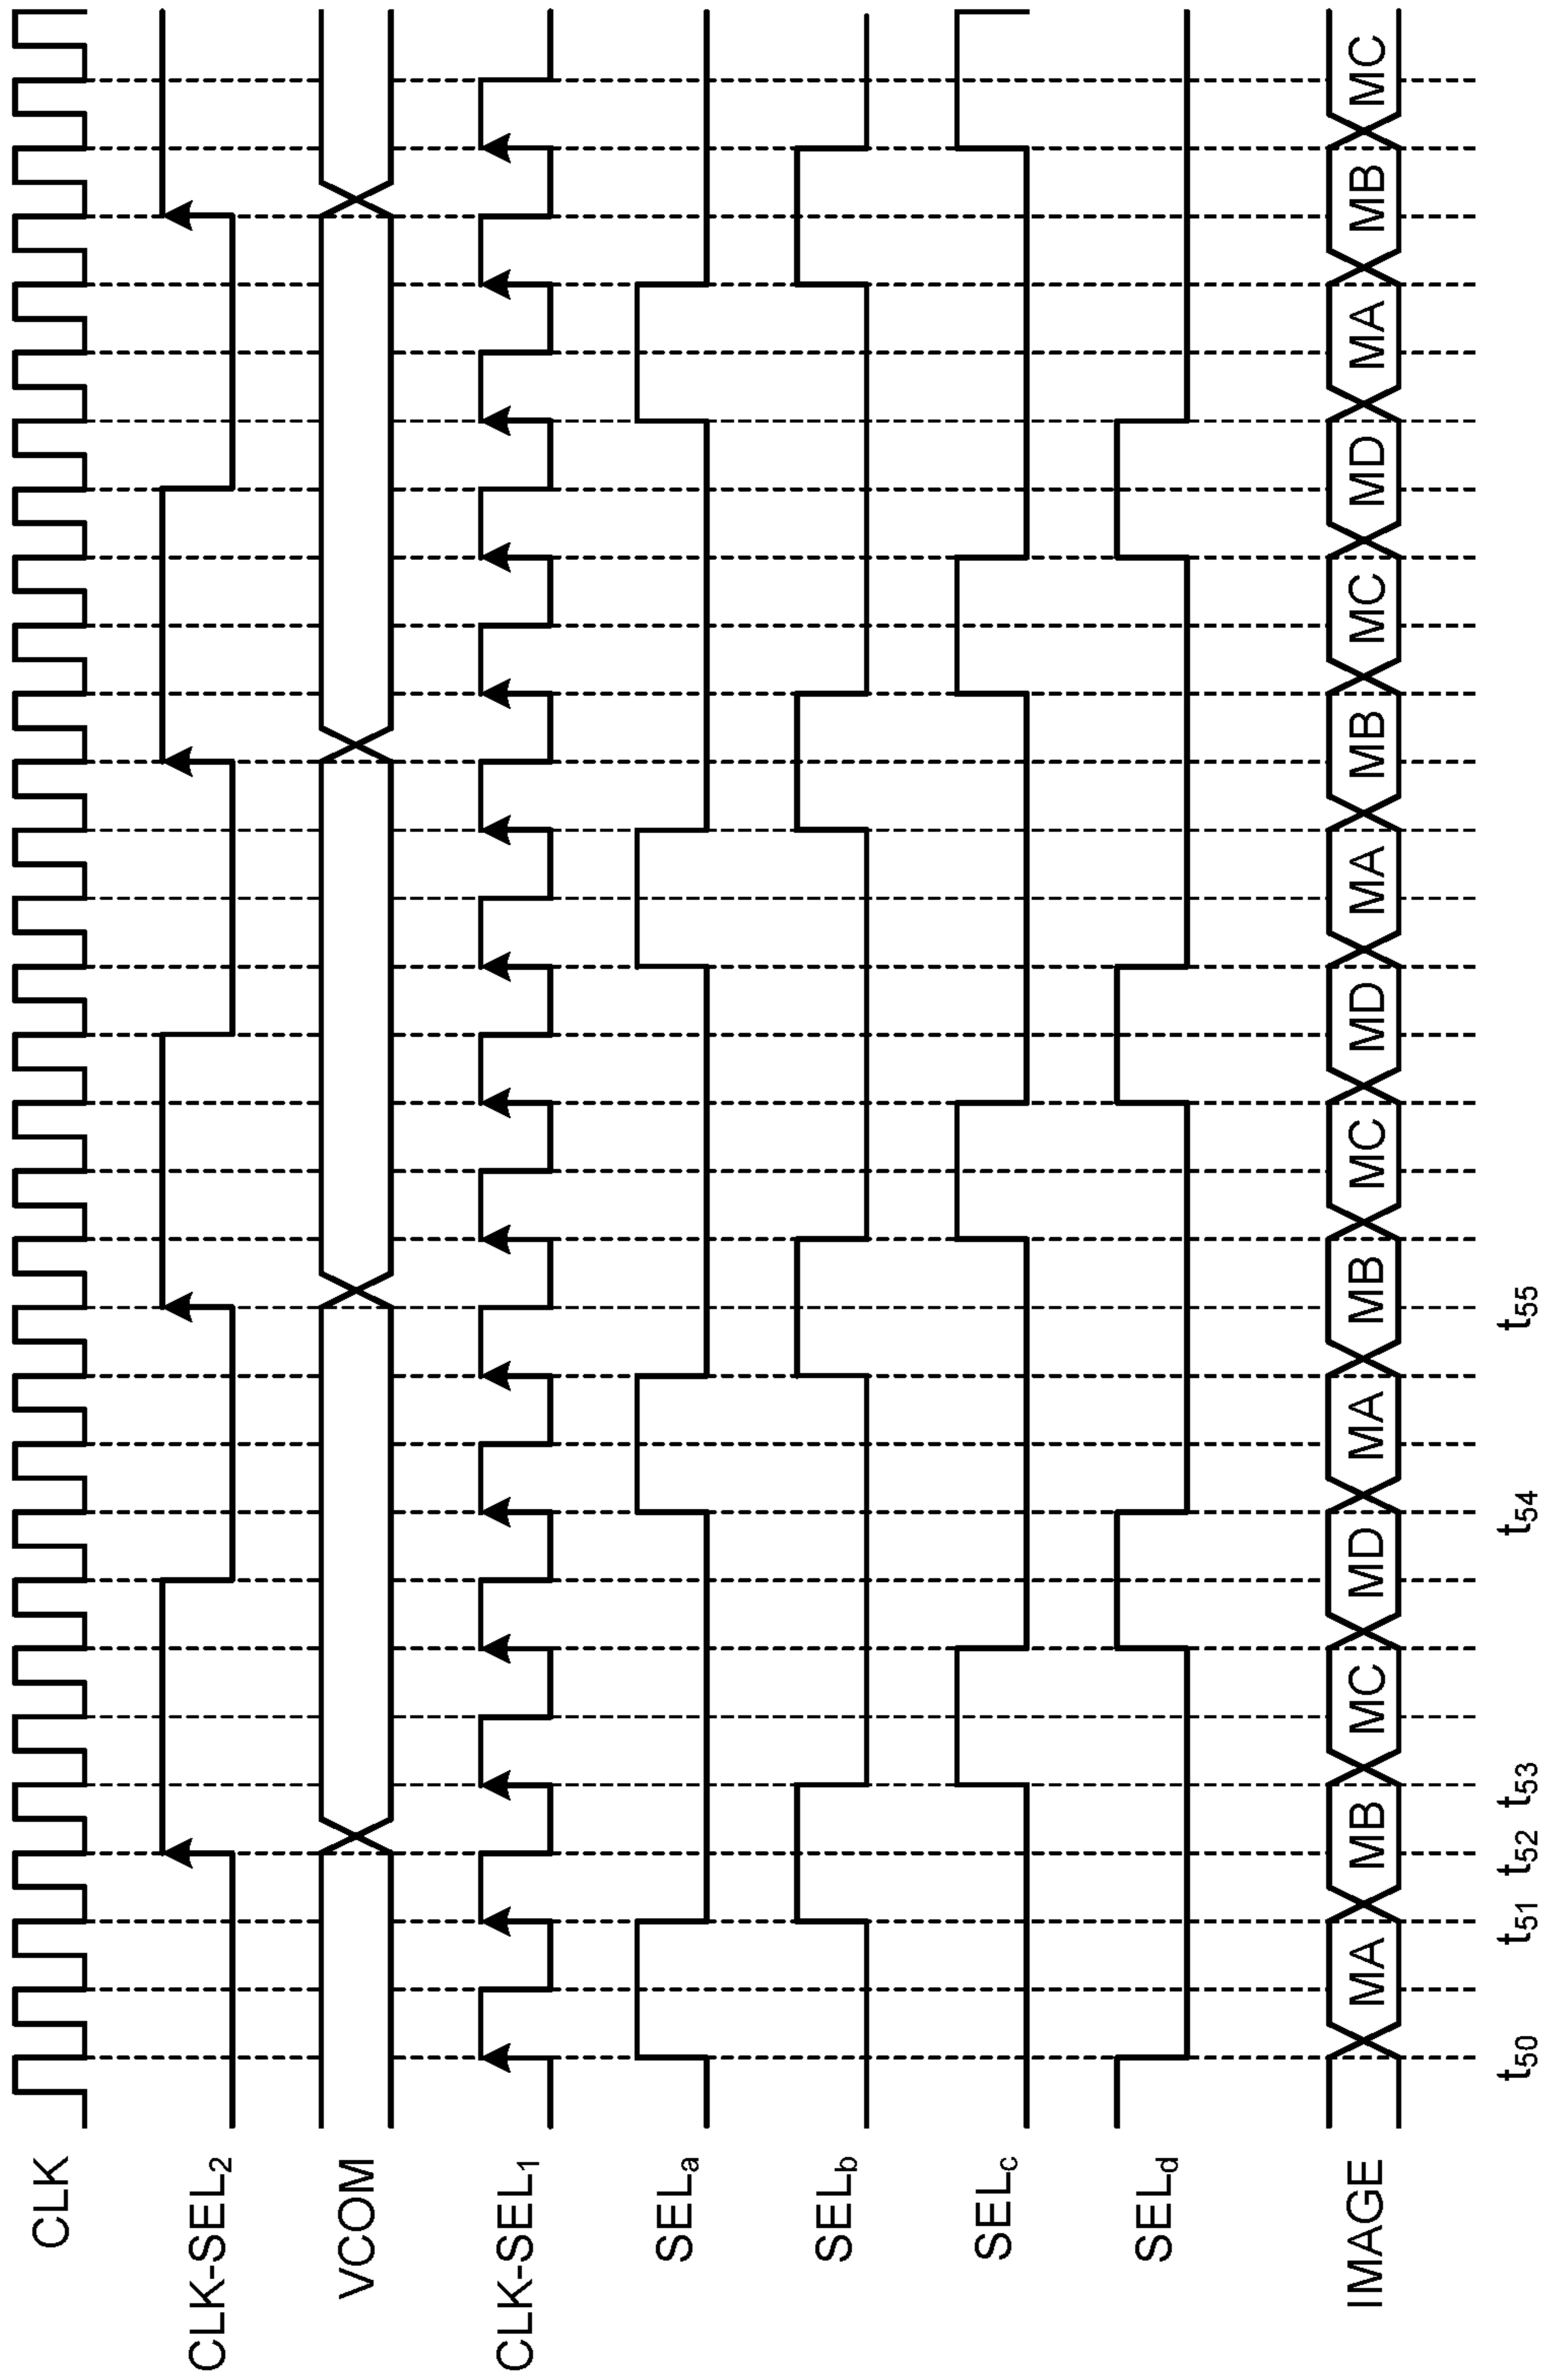 CLK
CLK-SEL2
VCOM
CLK-SEL1
SELa
SELb
SELc
SELd
IMAGE MA MB MC MD MA MB MC MD MA MB MC MD MA MB MC
t50 t51 t52 t53 t54 t55